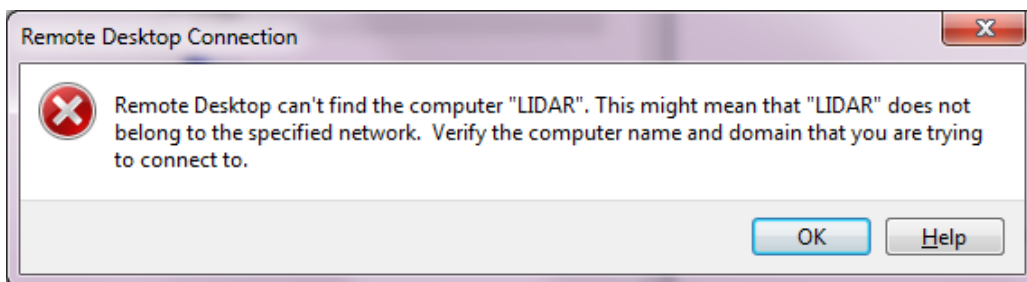 Remote Desktop Connection
Remote Desktop can't find the computer "LIDAR". This might mean that "LIDAR" does not
belong to the specified network.  Verify the computer name and domain that you are trying
to connect to.
OK Help